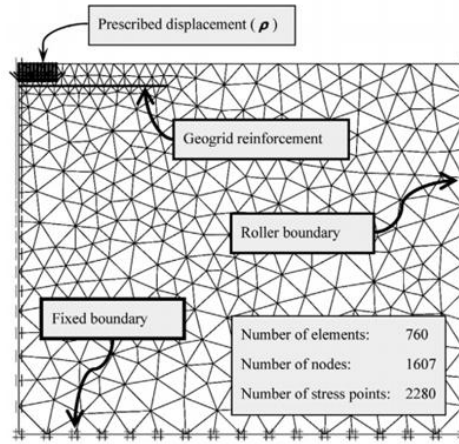 Prescribed displacement (ρ)
Geogrid reinforcement
Roller boundary
Fixed boundary
Number of elements: 760
Number of nodes: 1607
Number of stress points: 2280